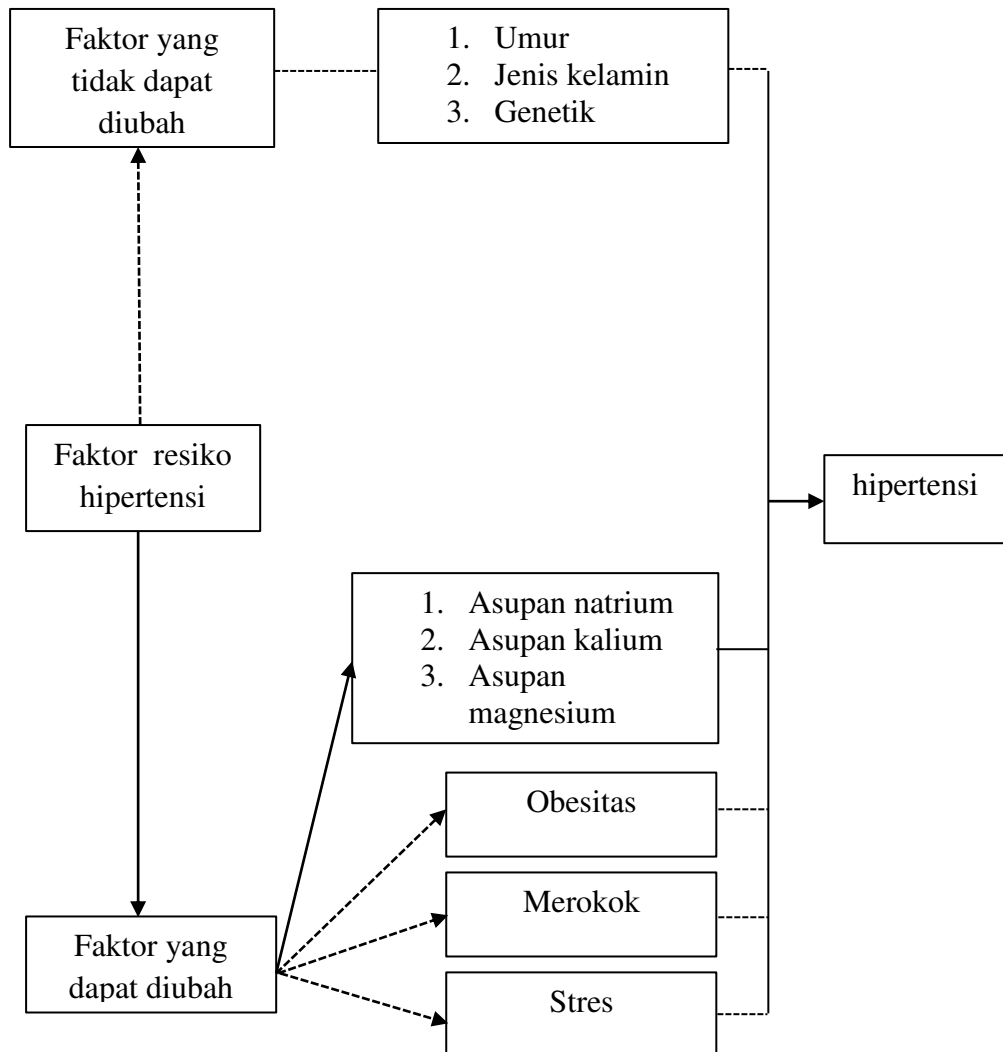 Faktor yang
tidak dapat
diubah
1. Umur
2. Jenis kelamin
3. Genetik
Faktor resiko
hipertensi
hipertensi
1. Asupan natrium
2. Asupan kalium
3. Asupan
magnesium
Obesitas
Merokok
Faktor yang
dapat diubah
Stres